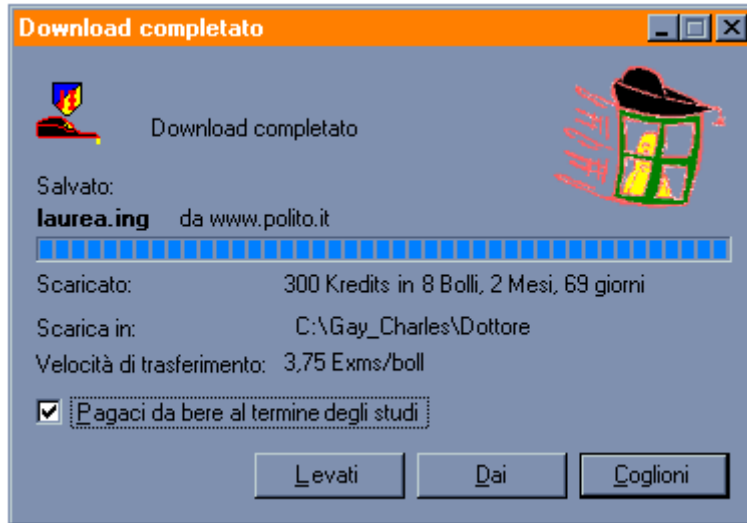 Download completato
Download completato
Salvato:
laurea.ing da www.polito.it
Scaricato: 300 Kredits in 8 Bolli, 2 Mesi, 69 giorni
Scarica in: C:\Gay_Charles\Dottore
Velocità di trasferimento: 3,75 Exms/boll
Pagaci da bere al termine degli studi
Levati Dai Coglioni